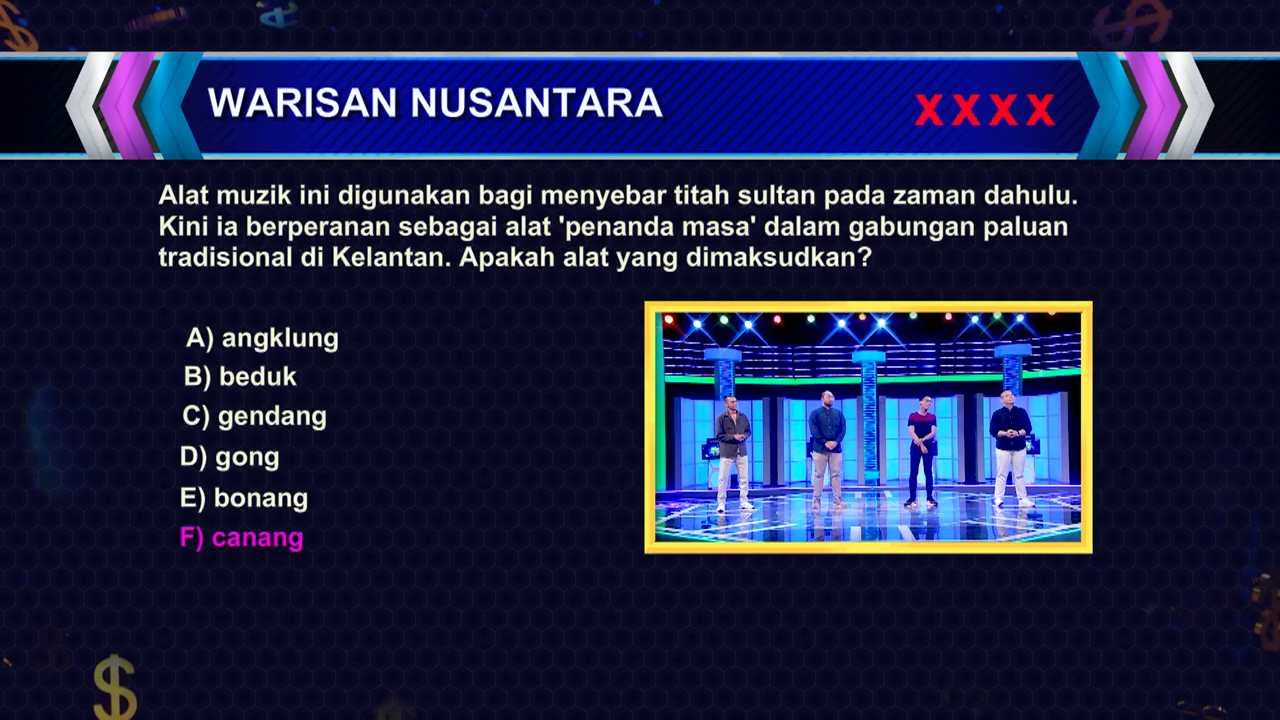 WARISAN NUSANTARA
X X X X
Alat muzik ini digunakan bagi menyebar titah sultan pada zaman dahulu.
Kini ia berperanan sebagai alat 'penanda masa' dalam gabungan paluan
tradisional di Kelantan. Apakah alat yang dimaksudkan?
A) angklung
B) beduk
C) gendang
D) gong
E) bonang
F) canang